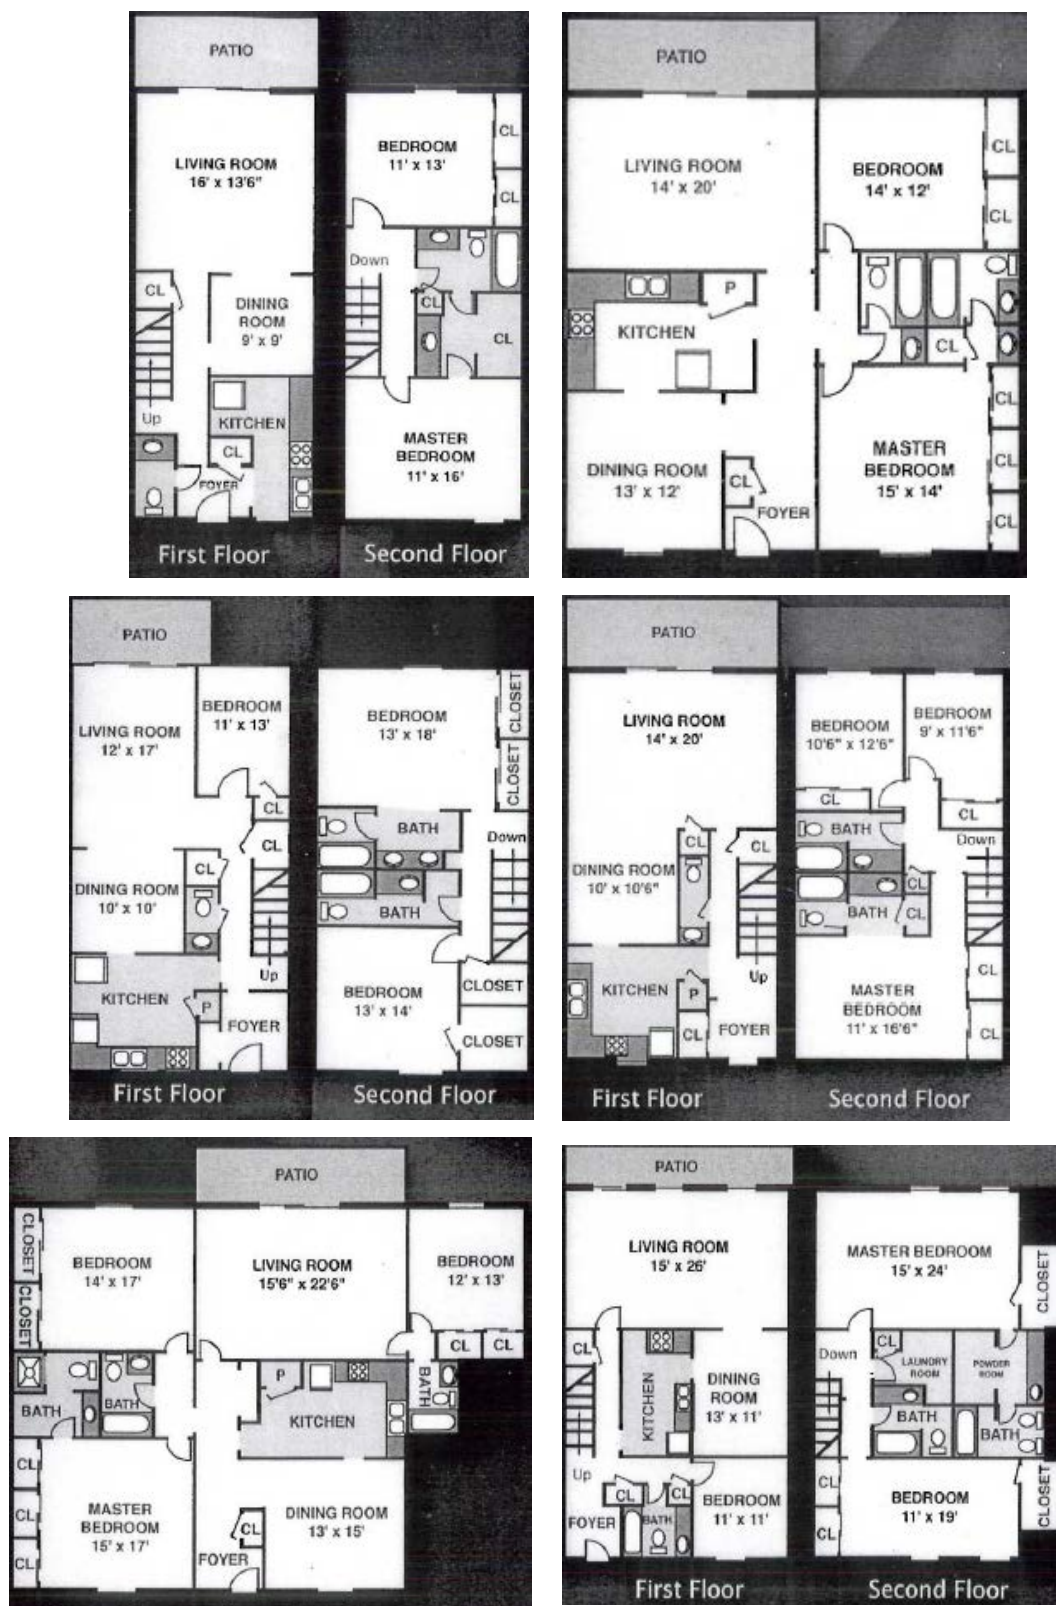 PATIO
LIVING ROOM
16' x 13'6"
CL
DINING
ROOM
9' x 9'
Up
KITCHEN
CL
FOYER
First Floor
BEDROOM
11' x 13'
CL
CL
Down
CL
CL
MASTER
BEDROOM
11' x 16'
Second Floor
PATIO
LIVING ROOM
14' x 20'
BEDROOM
14' x 12'
CL
CL
P
KITCHEN
CL
CL
DINING ROOM
13' x 12'
CL
FOYER
MASTER
BEDROOM
15' x 14'
CL
CL
PATIO
LIVING ROOM
12' x 17'
BEDROOM
11' x 13'
CL
CL
CL
DINING ROOM
10' x 10'
Up
KITCHEN
P
FOYER
First Floor
BEDROOM
13' x 18'
CLOSET
CLOSET
BATH
Down
BATH
BEDROOM
13' x 14'
CLOSET
CLOSET
Second Floor
PATIO
LIVING ROOM
14' x 20'
CL
CL
DINING ROOM
10' x 10'6"
KITCHEN
P
Up
CL
FOYER
First Floor
BEDROOM
10'6" x 12'6"
BEDROOM
9' x 11'6"
CL
CL
BATH
Down
CL
BATH
CL
CL
MASTER
BEDROOM
11' x 16'6"
CL
Second Floor
PATIO
CLOSET
BEDROOM
14' x 17'
LIVING ROOM
15'6" x 22'6"
BEDROOM
12' x 13'
CLOSET
CL
CL
P
BATH
BATH
BATH
KITCHEN
CL
CL
MASTER
BEDROOM
15' x 17'
CL
CL
DINING ROOM
13' x 15'
FOYER
PATIO
LIVING ROOM
15' x 26'
CL
KITCHEN
DINING
ROOM
13' x 11'
Up
CL
CL
BEDROOM
11' x 11'
FOYER
BATH
First Floor
MASTER BEDROOM
15' x 24'
CLOSET
CL
Down
LAUNDRY
ROOM
POWDER
ROOM
BATH
BATH
CL
BEDROOM
11' x 19'
CLOSET
CL
Second Floor